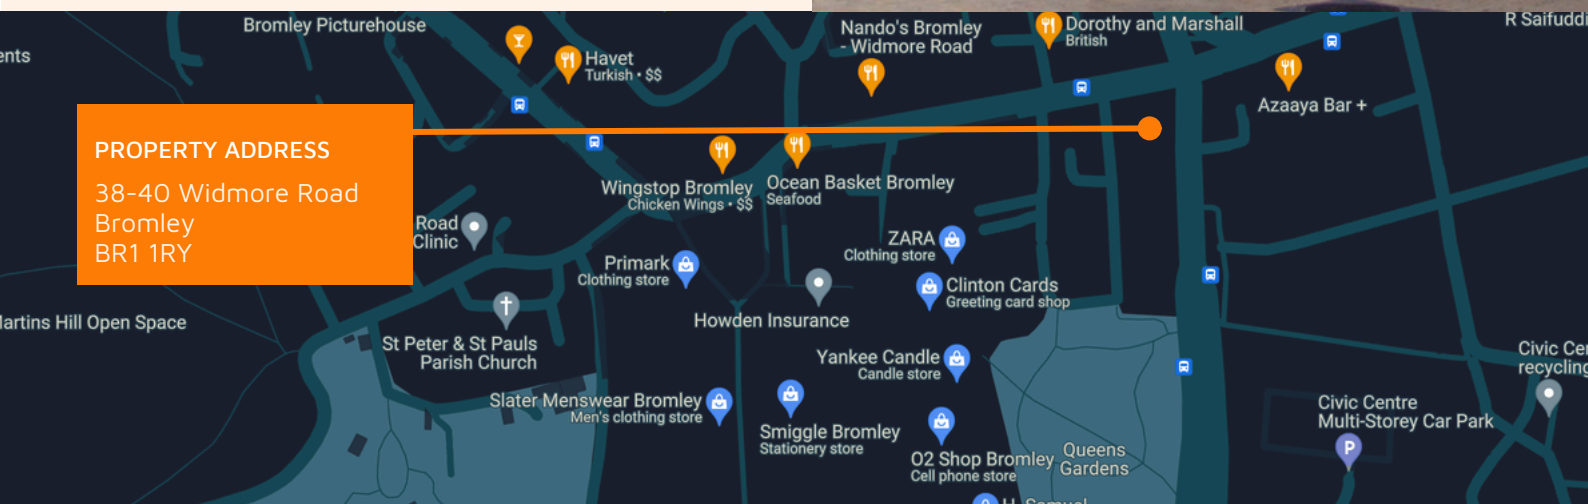 Bromley Picturehouse
Havet
Turkish • $$
Nando's Bromley
- Widmore Road
Dorothy and Marshall
British
R Saifuddi
ents
Azaaya Bar +
PROPERTY ADDRESS
38-40 Widmore Road
Bromley
BR1 1RY
Wingstop Bromley
Chicken Wings • $$
Ocean Basket Bromley
Seafood
Road
Clinic
ZARA
Clothing store
Primark
Clothing store
Clinton Cards
Greeting card shop
Howden Insurance
Martins Hill Open Space
St Peter & St Pauls
Parish Church
Yankee Candle
Candle store
Civic Cen
recycling
Slater Menswear Bromley
Men's clothing store
Smiggle Bromley
Stationery store
Civic Centre
Multi-Storey Car Park
P
O2 Shop Bromley
Cell phone store
Queens
Gardens
H. Samuel